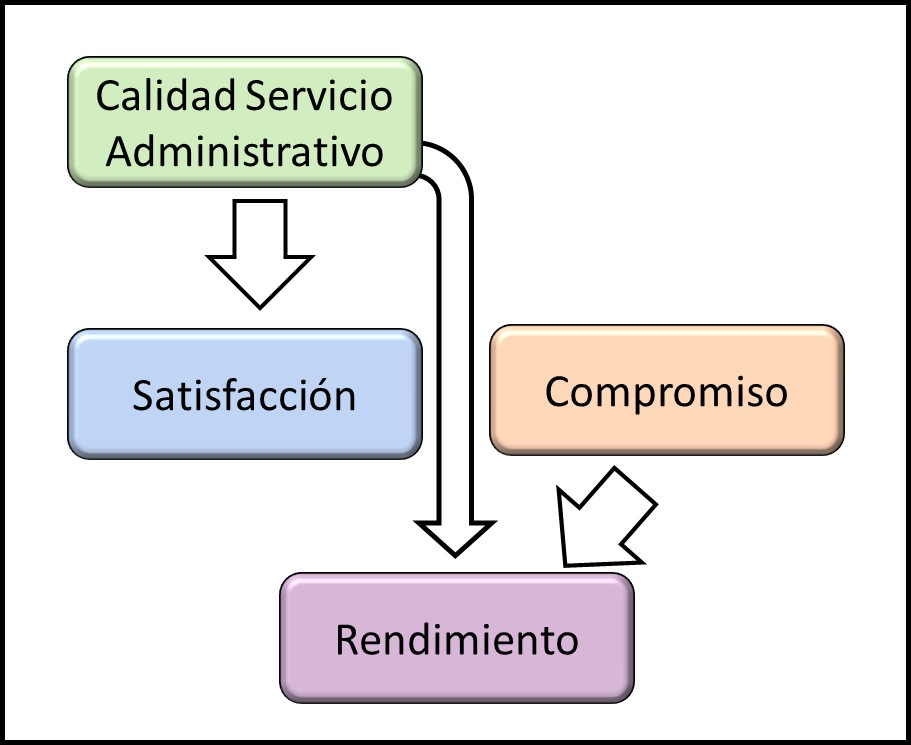 Calidad Servicio
Administrativo
Satisfacción
Compromiso
Rendimiento